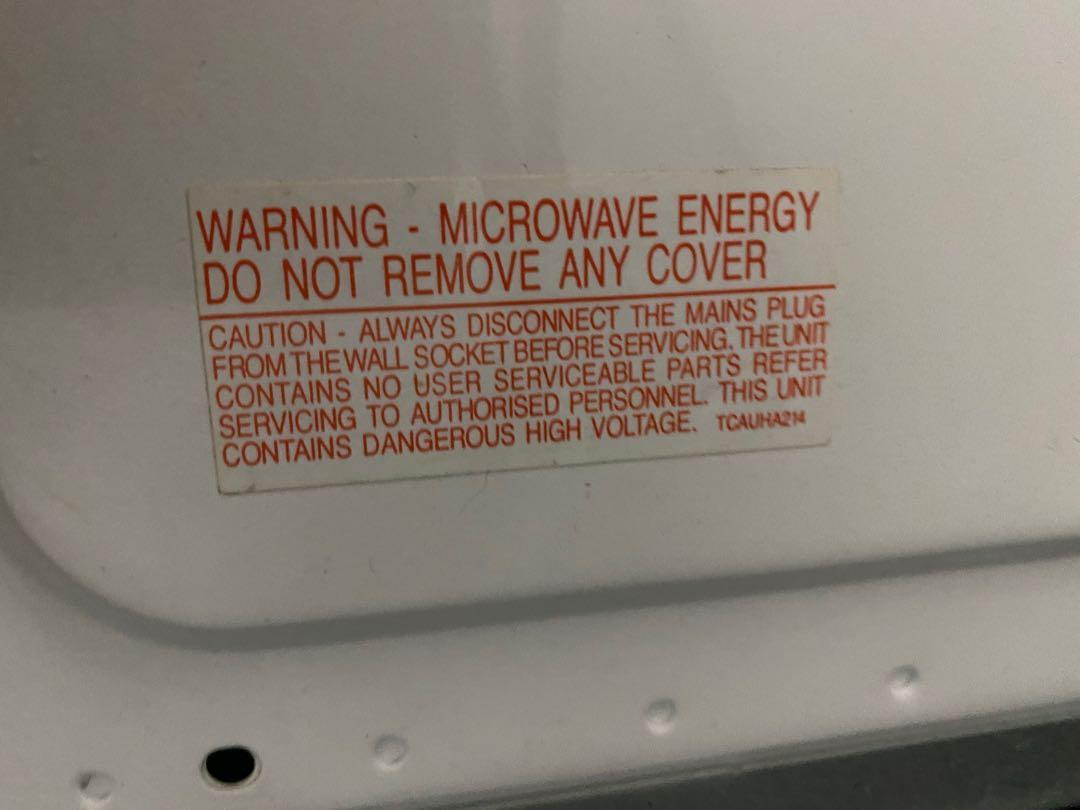 WARNING - MICROWAVE ENERGY
DO NOT REMOVE ANY COVER
CAUTION - ALWAYS DISCONNECT THE MAINS PLUG
FROM THE WALL SOCKET BEFORE SERVICING. THE UNIT
CONTAINS NO USER SERVICEABLE PARTS REFER
SERVICING TO AUTHORISED PERSONNEL. THIS UNIT
CONTAINS DANGEROUS HIGH VOLTAGE. TCAUHA214